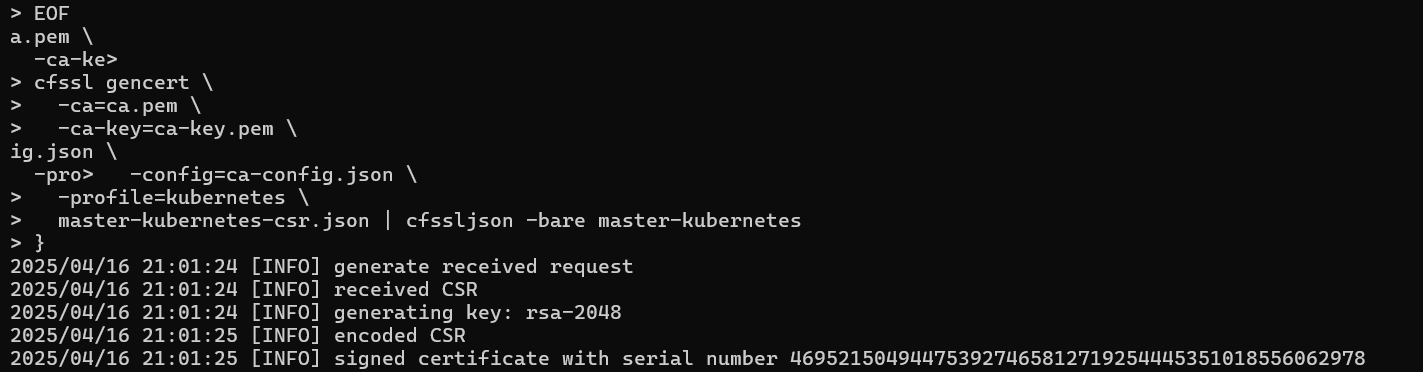 > EOF
a.pem \
  -ca-ke>
> cfssl gencert \
>   -ca=ca.pem \
>   -ca-key=ca-key.pem \
ig.json \
  -pro>   -config=ca-config.json \
>   -profile=kubernetes \
>   master-kubernetes-csr.json | cfssljson -bare master-kubernetes
> }
2025/04/16 21:01:24 [INFO] generate received request
2025/04/16 21:01:24 [INFO] received CSR
2025/04/16 21:01:24 [INFO] generating key: rsa-2048
2025/04/16 21:01:25 [INFO] encoded CSR
2025/04/16 21:01:25 [INFO] signed certificate with serial number 469521504944753927465812719254445351018556062978